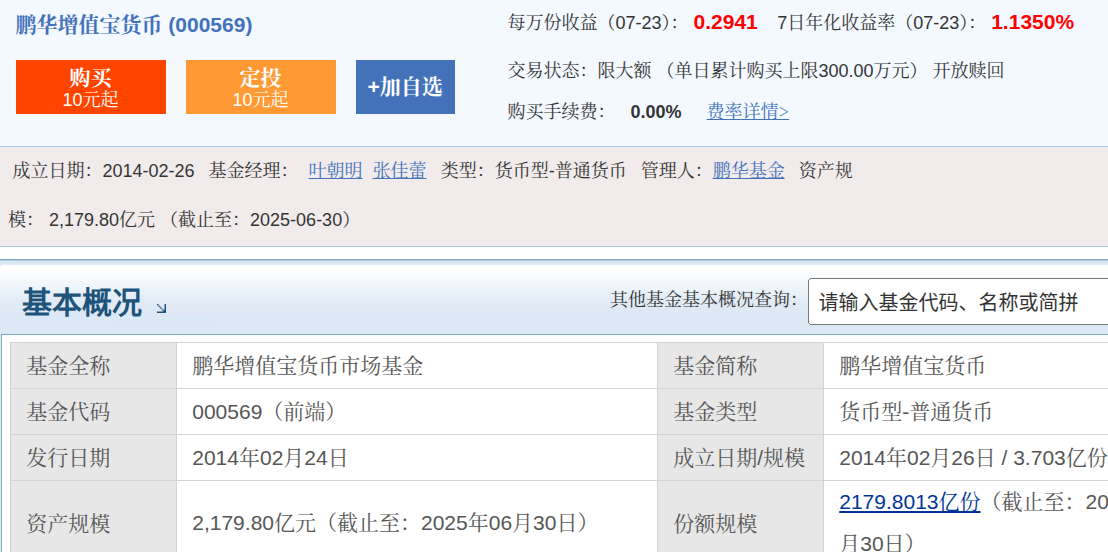 鹏华增值宝货币 (000569)
每万份收益（07-23）： 0.2941 7日年化收益率（07-23）： 1.1350%
购买
10元起
定投
10元起
+加自选
交易状态：限大额 （单日累计购买上限300.00万元） 开放赎回
购买手续费： 0.00% 费率详情>
成立日期：2014-02-26 基金经理： 叶朝明 张佳蕾 类型：货币型-普通货币 管理人：鹏华基金 资产规
模： 2,179.80亿元 （截止至：2025-06-30）
基本概况
其他基金基本概况查询： 请输入基金代码、名称或简拼
基金全称 鹏华增值宝货币市场基金 基金简称 鹏华增值宝货币
基金代码 000569（前端） 基金类型 货币型-普通货币
发行日期 2014年02月24日 成立日期/规模 2014年02月26日 / 3.703亿份
资产规模 2,179.80亿元（截止至：2025年06月30日） 份额规模 2179.8013亿份（截止至：20
月30日）